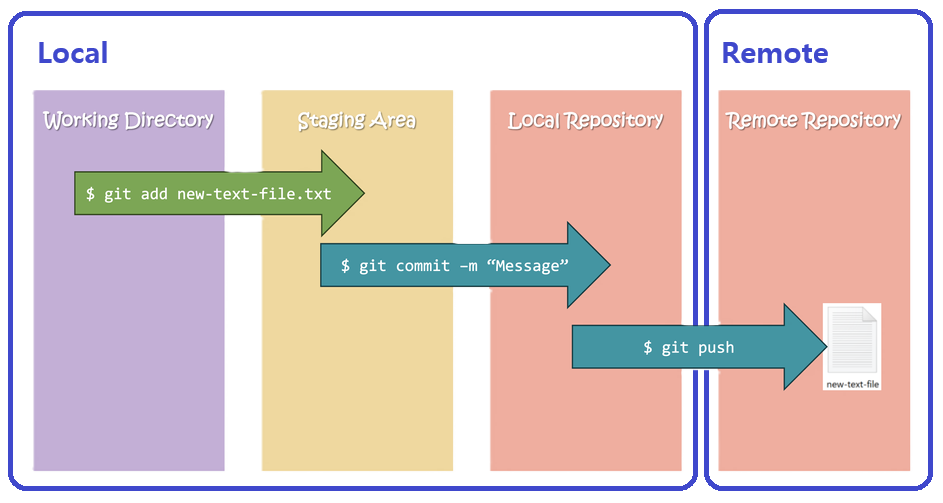 Local
Remote
Working Directory
Staging Area
Local Repository
Remote Repository
$ git add new-text-file.txt
$ git commit –m “Message”
$ git push
new-text-file